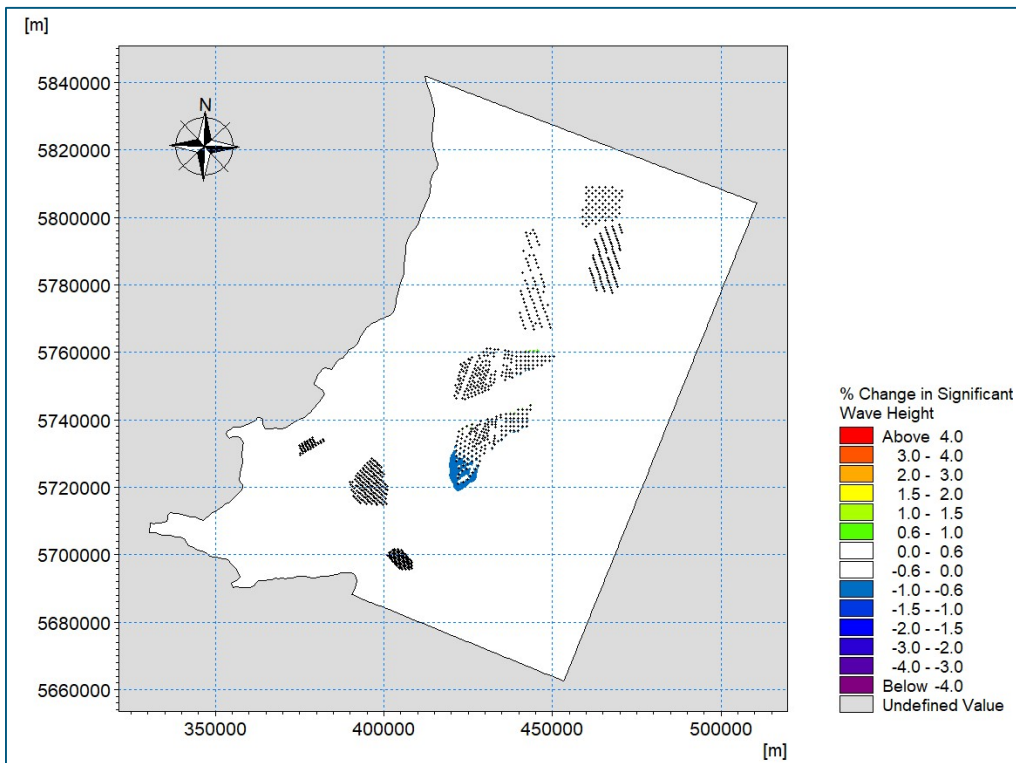 [m]
N
5840000
5820000
5800000
5780000
5760000
5740000
5720000
5700000
5680000
5660000
350000 400000 450000 500000
[m]
% Change in Significant
Wave Height
Above 4.0
3.0 - 4.0
2.0 - 3.0
1.5 - 2.0
1.0 - 1.5
0.6 - 1.0
0.0 - 0.6
-0.6 - 0.0
-1.0 - -0.6
-1.5 - -1.0
-2.0 - -1.5
-3.0 - -2.0
-4.0 - -3.0
Below -4.0
Undefined Value